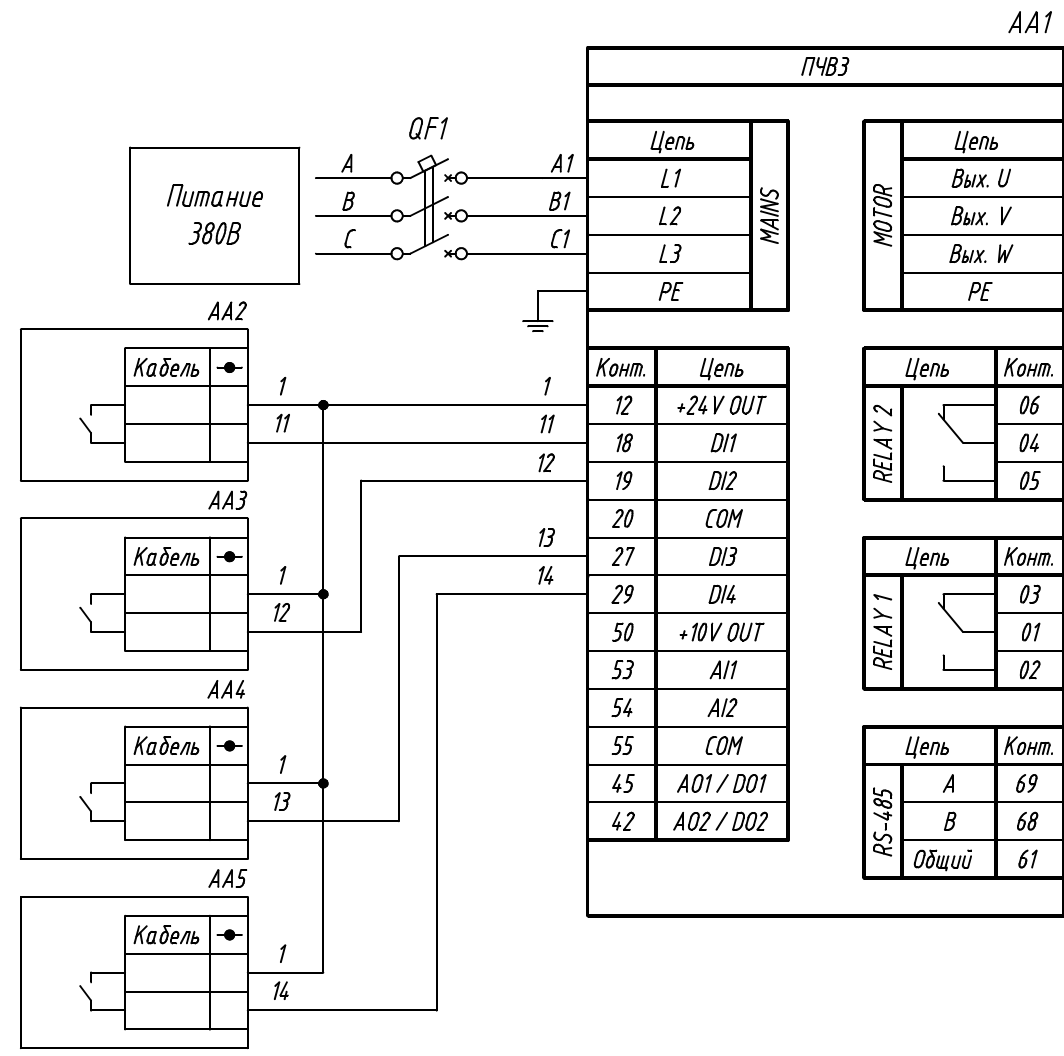 AA1
ПЧВ3
QF1
Питание
380В
A
B
C
A1
B1
C1
Цепь
L1
L2
L3
PE
MAINS
MOTOR
Цепь
Вых. U
Вых. V
Вых. W
PE
AA2
Кабель
1
11
AA3
Кабель
1
12
AA4
Кабель
1
13
AA5
Кабель
1
14
1
11
12
13
14
Конт. Цепь
12 +24V OUT
18 DI1
19 DI2
20 COM
27 DI3
29 DI4
50 +10V OUT
53 AI1
54 AI2
55 COM
45 AO1 / DO1
42 AO2 / DO2
Цепь Конт.
RELAY 2
06
04
05
Цепь Конт.
RELAY 1
03
01
02
Цепь Конт.
RS-485
A 69
B 68
Общий 61